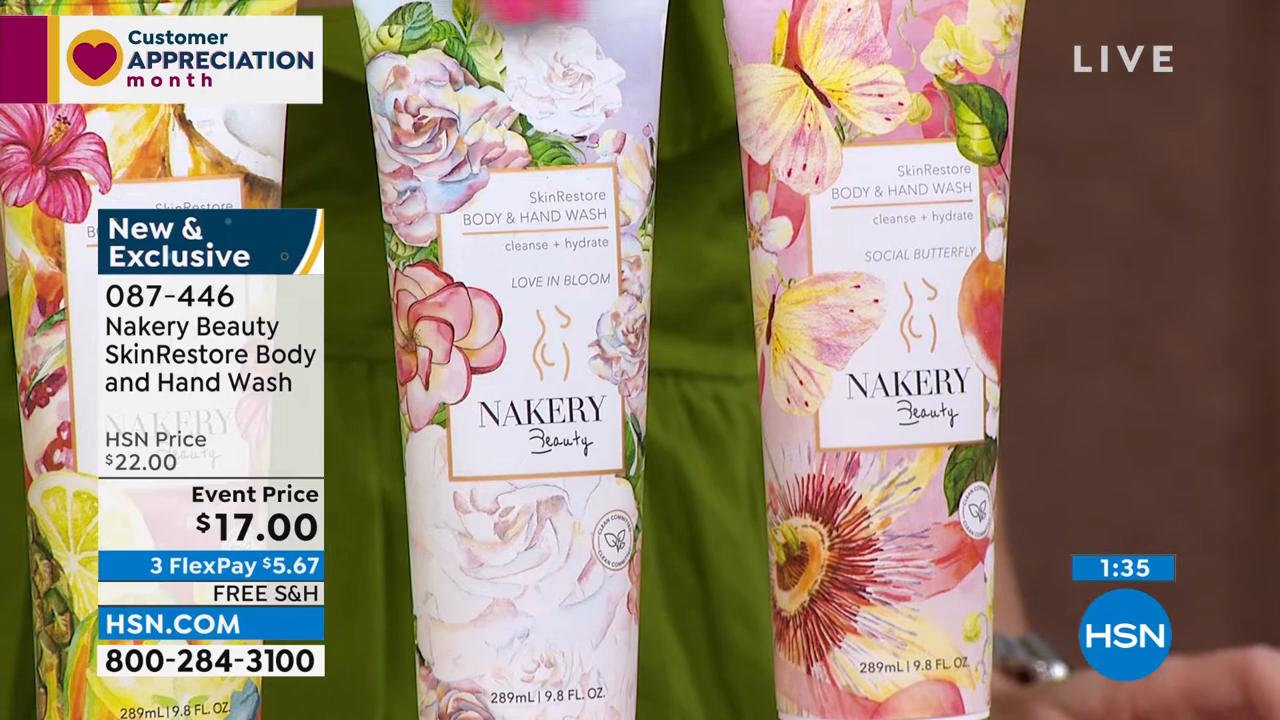 Customer
APPRECIATION
month
LIVE
New &
Exclusive
087-446
Nakery Beauty
SkinRestore Body
and Hand Wash
HSN Price
$22.00
Event Price
$17.00
3 FlexPay $5.67
FREE S&H
HSN.COM
800-284-3100
SkinRestore
NAKERY
Beauty
289mL | 9.8 FL. OZ.
SkinRestore
BODY & HAND WASH
cleanse + hydrate
LOVE IN BLOOM
NAKERY
Beauty
289mL | 9.8 FL. OZ.
SkinRestore
BODY & HAND WASH
cleanse + hydrate
SOCIAL BUTTERFLY
NAKERY
Beauty
289mL | 9.8 FL. OZ.
1:35
HSN